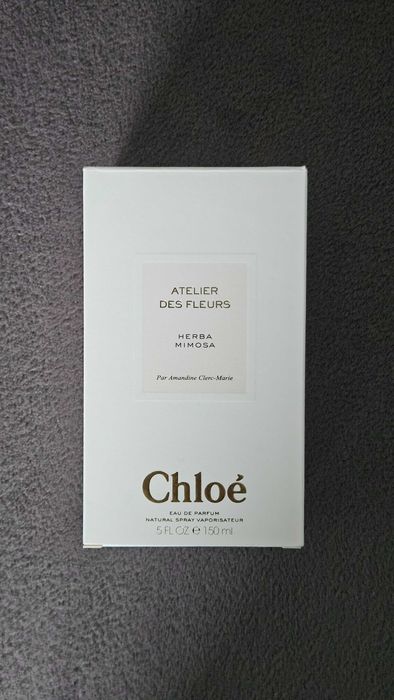 ATELIER
DES FLEURS
HERBA
MIMOSA
Par Amandine Clerc-Marie
Chloé
EAU DE PARFUM
NATURAL SPRAY VAPORISATEUR
5 FL OZ ℮ 150 ml